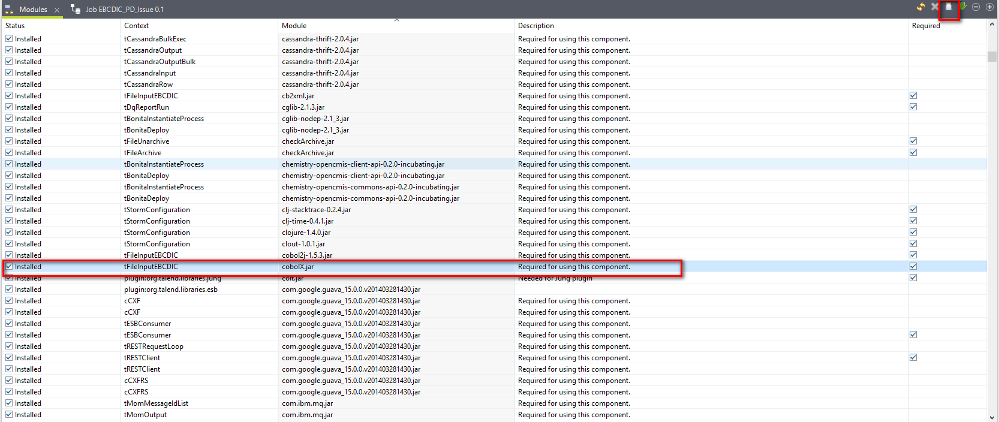 Modules Job EBCDIC_PD_Issue 0.1
Status Context Module Description Required
Installed tCassandraBulkExec cassandra-thrift-2.0.4.jar Required for using this component.
Installed tCassandraOutput cassandra-thrift-2.0.4.jar Required for using this component.
Installed tCassandraOutputBulk cassandra-thrift-2.0.4.jar Required for using this component.
Installed tCassandraInput cassandra-thrift-2.0.4.jar Required for using this component.
Installed tCassandraRow cassandra-thrift-2.0.4.jar Required for using this component.
Installed tFileInputEBCDIC cb2xml.jar Required for using this component.
Installed tDqReportRun cglib-2.1.3.jar Required for using this component.
Installed tBonitaInstantiateProcess cglib-nodep-2.1_3.jar Required for using this component.
Installed tBonitaDeploy cglib-nodep-2.1_3.jar Required for using this component.
Installed tFileUnarchive checkArchive.jar Required for using this component.
Installed tFileArchive checkArchive.jar Required for using this component.
Installed tBonitaInstantiateProcess chemistry-opencmis-client-api-0.2.0-incubating.jar Required for using this component.
Installed tBonitaDeploy chemistry-opencmis-client-api-0.2.0-incubating.jar Required for using this component.
Installed tBonitaInstantiateProcess chemistry-opencmis-commons-api-0.2.0-incubating.jar Required for using this component.
Installed tBonitaDeploy chemistry-opencmis-commons-api-0.2.0-incubating.jar Required for using this component.
Installed tStormConfiguration clj-stacktrace-0.2.4.jar Required for using this component.
Installed tStormConfiguration clj-time-0.4.1.jar Required for using this component.
Installed tStormConfiguration clojure-1.4.0.jar Required for using this component.
Installed tStormConfiguration clout-1.0.1.jar Required for using this component.
Installed tFileInputEBCDIC cobol2j-1.5.3.jar Required for using this component.
Installed tFileInputEBCDIC cobolX.jar Required for using this component.
Installed plugin:org.talend.libraries.jung colt.jar Needed for Jung plugin
Installed plugin:org.talend.libraries.esb com.google.guava_15.0.0.v201403281430.jar
Installed cCXF com.google.guava_15.0.0.v201403281430.jar Required for using this component.
Installed cCXF com.google.guava_15.0.0.v201403281430.jar Required for using this component.
Installed tESBConsumer com.google.guava_15.0.0.v201403281430.jar Required for using this component.
Installed tESBConsumer com.google.guava_15.0.0.v201403281430.jar Required for using this component.
Installed tRESTRequestLoop com.google.guava_15.0.0.v201403281430.jar Required for using this component.
Installed tRESTClient com.google.guava_15.0.0.v201403281430.jar Required for using this component.
Installed tRESTClient com.google.guava_15.0.0.v201403281430.jar Required for using this component.
Installed cCXFRS com.google.guava_15.0.0.v201403281430.jar Required for using this component.
Installed cCXFRS com.google.guava_15.0.0.v201403281430.jar Required for using this component.
Installed tMomMessageIdList com.ibm.mq.jar Required for using this component.
Installed tMomOutput com.ibm.mq.jar Required for using this component.